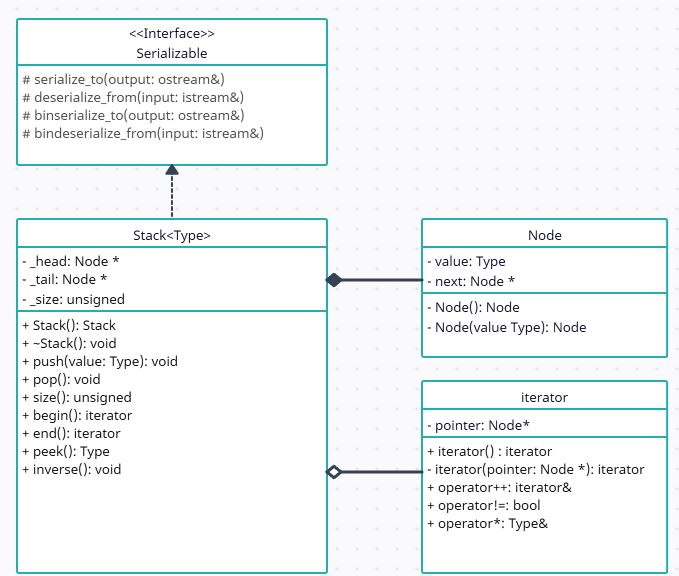 <<Interface>>
Serializable
# serialize_to(output: ostream&)
# deserialize_from(input: istream&)
# binserialize_to(output: ostream&)
# bindeserialize_from(input: istream&)
Stack<Type>
- _head: Node *
- _tail: Node *
- _size: unsigned
+ Stack(): Stack
+ ~Stack(): void
+ push(value: Type): void
+ pop(): void
+ size(): unsigned
+ begin(): iterator
+ end(): iterator
+ peek(): Type
+ inverse(): void
Node
- value: Type
- next: Node *
- Node(): Node
- Node(value Type): Node
iterator
- pointer: Node*
+ iterator() : iterator
- iterator(pointer: Node *): iterator
+ operator++: iterator&
+ operator!=: bool
+ operator*: Type&